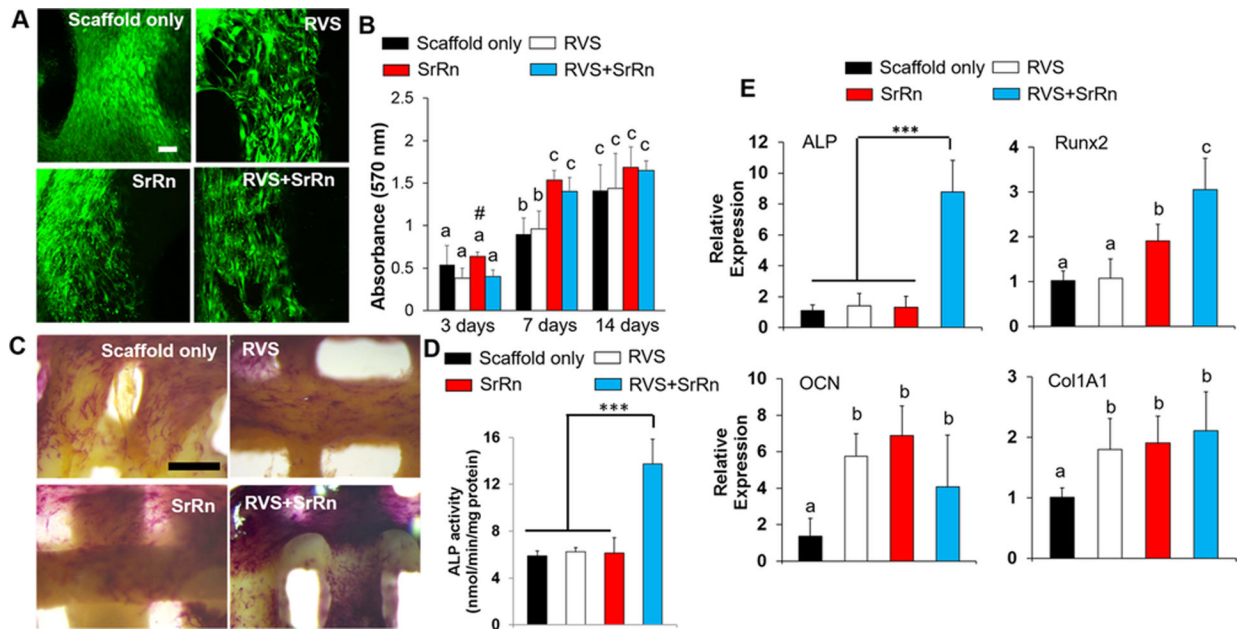 A
Scaffold only
RVS
SrRn
RVS+SrRn
B
Scaffold only
RVS
SrRn
RVS+SrRn
Absorbance (570 nm)
2.5
2
1.5
1
0.5
0
a
a
#
a
a
b
b
c
c
c
c
c
c
3 days
7 days
14 days
C
Scaffold only
RVS
SrRn
RVS+SrRn
D
Scaffold only
RVS
SrRn
RVS+SrRn
ALP activity
(nmol/min/mg protein)
16
12
8
4
0
***
E
Scaffold only
RVS
SrRn
RVS+SrRn
Relative
Expression
12
10
8
6
4
2
0
ALP
***
4
3
2
1
0
Runx2
a
a
b
c
Relative
Expression
10
8
6
4
2
0
OCN
a
b
b
b
3
2
1
0
Col1A1
a
b
b
b